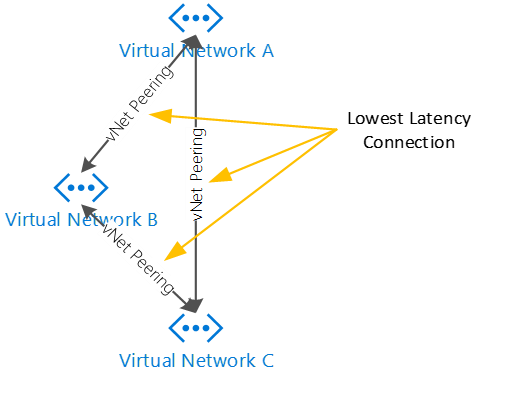 Virtual Network A
vNet Peering
vNet Peering
Lowest Latency
Connection
Virtual Network B
vNet Peering
Virtual Network C